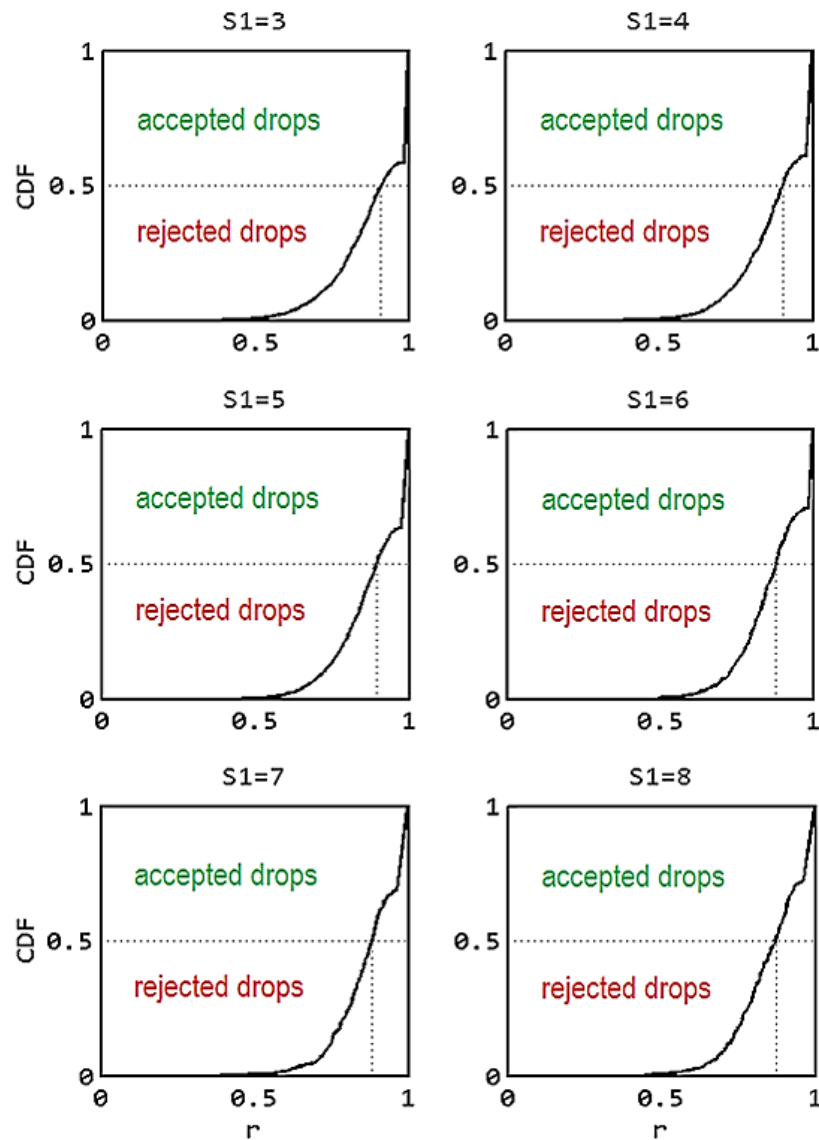 S1=3 S1=4
1 1
accepted drops accepted drops
CDF 0.5 0.5
rejected drops rejected drops
0 0
0 0.5 1 0 0.5 1
S1=5 S1=6
1 1
accepted drops accepted drops
CDF 0.5 0.5
rejected drops rejected drops
0 0
0 0.5 1 0 0.5 1
S1=7 S1=8
1 1
accepted drops accepted drops
CDF 0.5 0.5
rejected drops rejected drops
0 0
0 0.5 1 0 0.5 1
r r